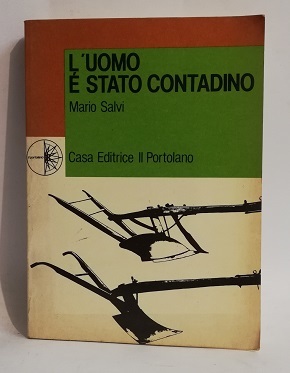 L'UOMO
É STATO CONTADINO
Mario Salvi
Casa Editrice Il Portolano